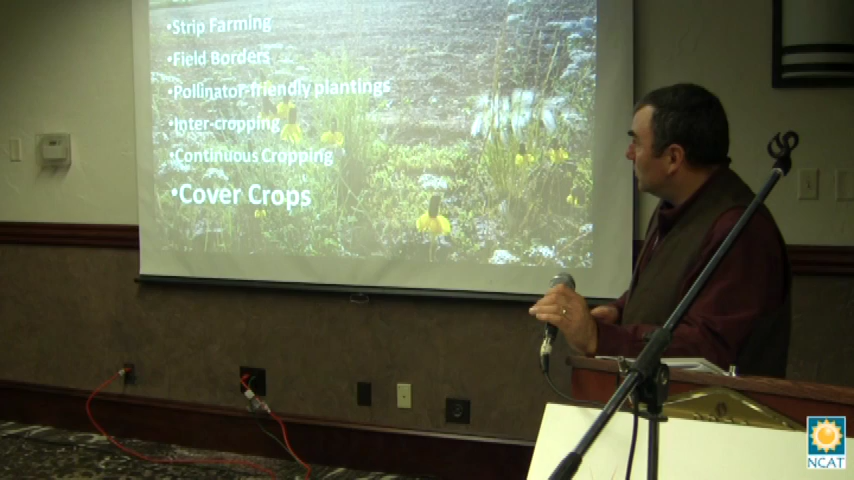 •Strip Farming
•Field Borders
•Pollinator-friendly plantings
•Inter-cropping
•Continuous Cropping
•Cover Crops
NCAT